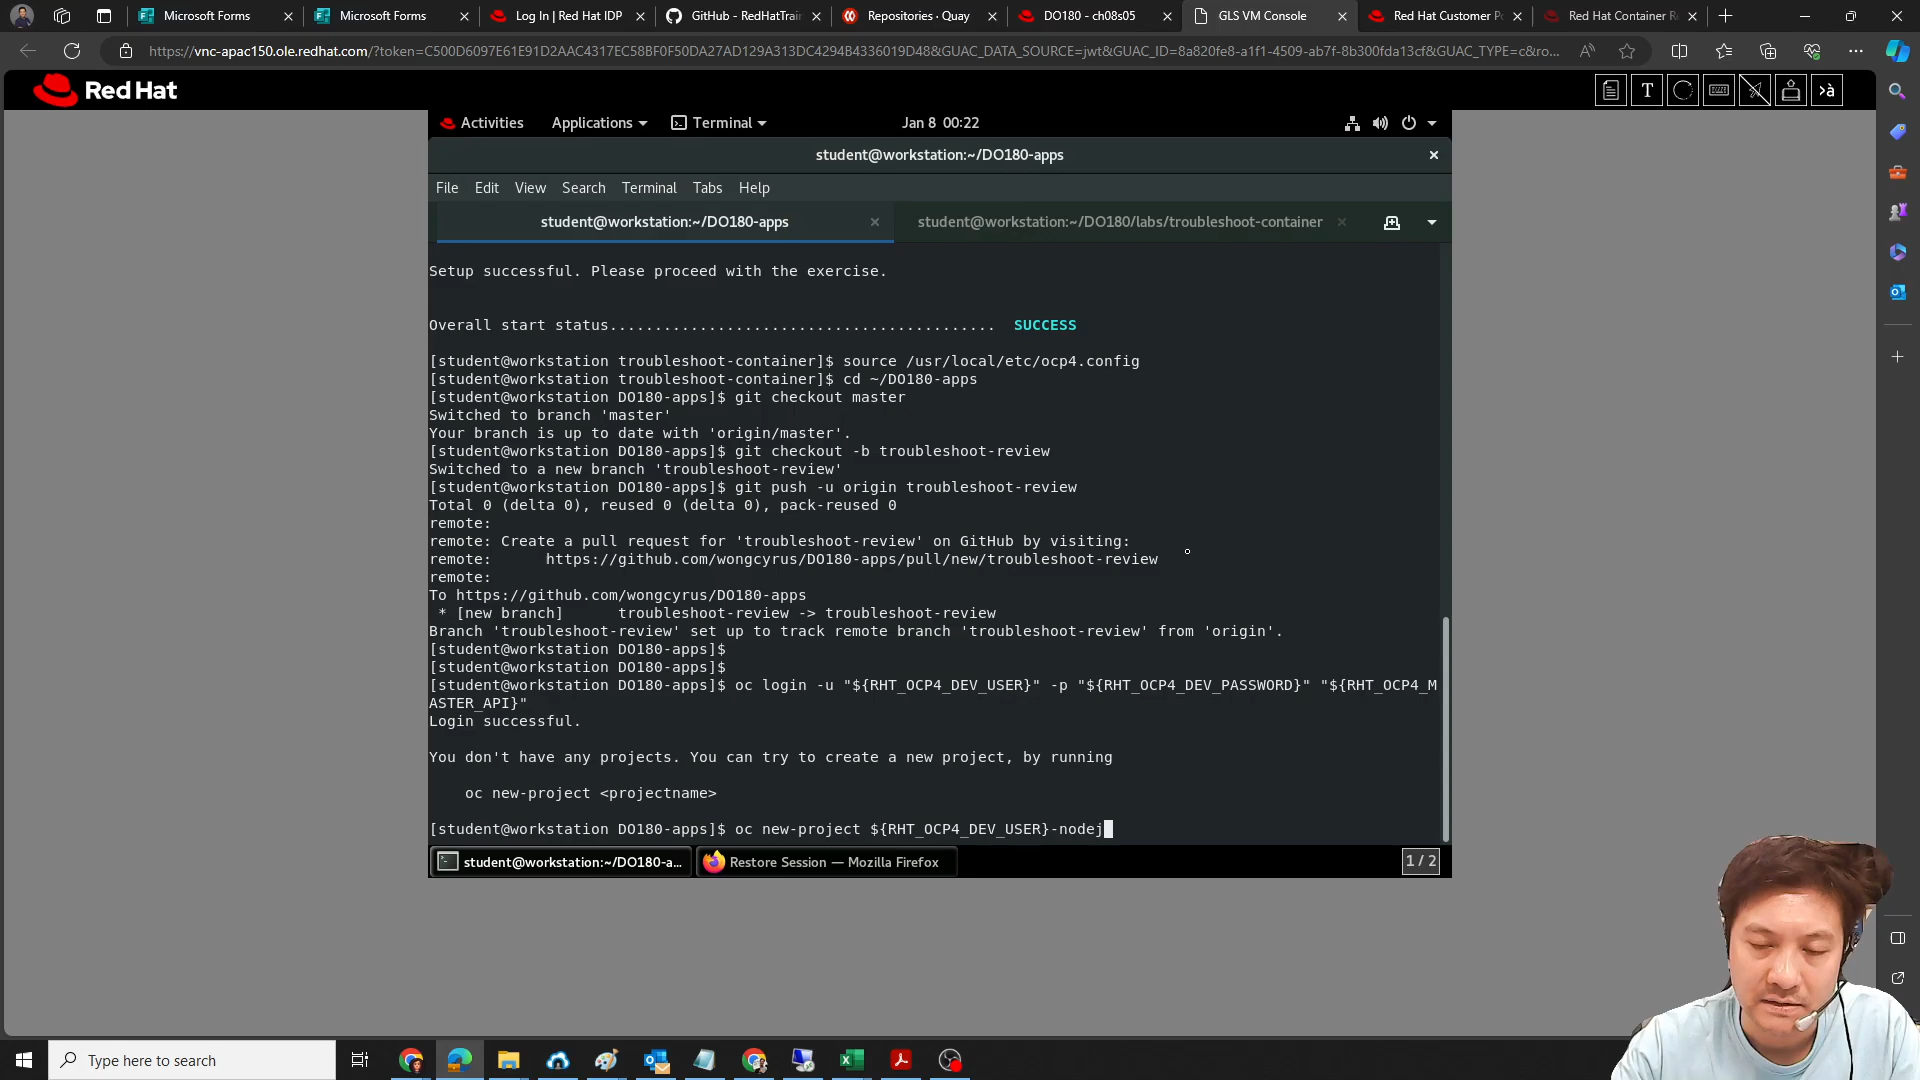 Microsoft Forms
Microsoft Forms
Log In | Red Hat IDP
GitHub - RedHatTrai
Repositories · Quay
DO180 - ch08s05
GLS VM Console
Red Hat Customer Po
Red Hat Container R
https://vnc-apac150.ole.redhat.com/?token=C500D6097E61E91D2AAC4317EC58BF0F50DA27AD129A313DC4294B4336019D48&GUAC_DATA_SOURCE=jwt&GUAC_ID=8a820fe8-a1f1-4509-ab7f-8b300fda13cf&GUAC_TYPE=c&ro...
Red Hat
Activities Applications Terminal Jan 8 00:22
student@workstation:~/DO180-apps
File Edit View Search Terminal Tabs Help
student@workstation:~/DO180-apps
student@workstation:~/DO180/labs/troubleshoot-container
Setup successful. Please proceed with the exercise.
Overall start status........................................... SUCCESS
[student@workstation troubleshoot-container]$ source /usr/local/etc/ocp4.config
[student@workstation troubleshoot-container]$ cd ~/DO180-apps
[student@workstation DO180-apps]$ git checkout master
Switched to branch 'master'
Your branch is up to date with 'origin/master'.
[student@workstation DO180-apps]$ git checkout -b troubleshoot-review
Switched to a new branch 'troubleshoot-review'
[student@workstation DO180-apps]$ git push -u origin troubleshoot-review
Total 0 (delta 0), reused 0 (delta 0), pack-reused 0
remote:
remote: Create a pull request for 'troubleshoot-review' on GitHub by visiting:
remote:      https://github.com/wongcyrus/DO180-apps/pull/new/troubleshoot-review
remote:
To https://github.com/wongcyrus/DO180-apps
 * [new branch]      troubleshoot-review -> troubleshoot-review
Branch 'troubleshoot-review' set up to track remote branch 'troubleshoot-review' from 'origin'.
[student@workstation DO180-apps]$
[student@workstation DO180-apps]$
[student@workstation DO180-apps]$ oc login -u "${RHT_OCP4_DEV_USER}" -p "${RHT_OCP4_DEV_PASSWORD}" "${RHT_OCP4_M
ASTER_API}"
Login successful.
You don't have any projects. You can try to create a new project, by running
    oc new-project <projectname>
[student@workstation DO180-apps]$ oc new-project ${RHT_OCP4_DEV_USER}-nodej
student@workstation:~/DO180-a...
Restore Session — Mozilla Firefox
1 / 2
Type here to search